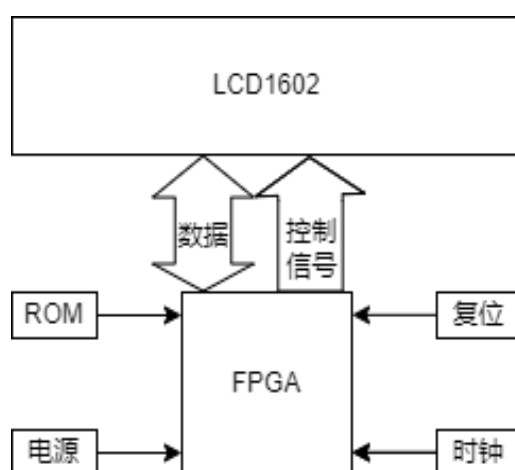 LCD1602
数据
控制
信号
ROM
复位
FPGA
电源
时钟